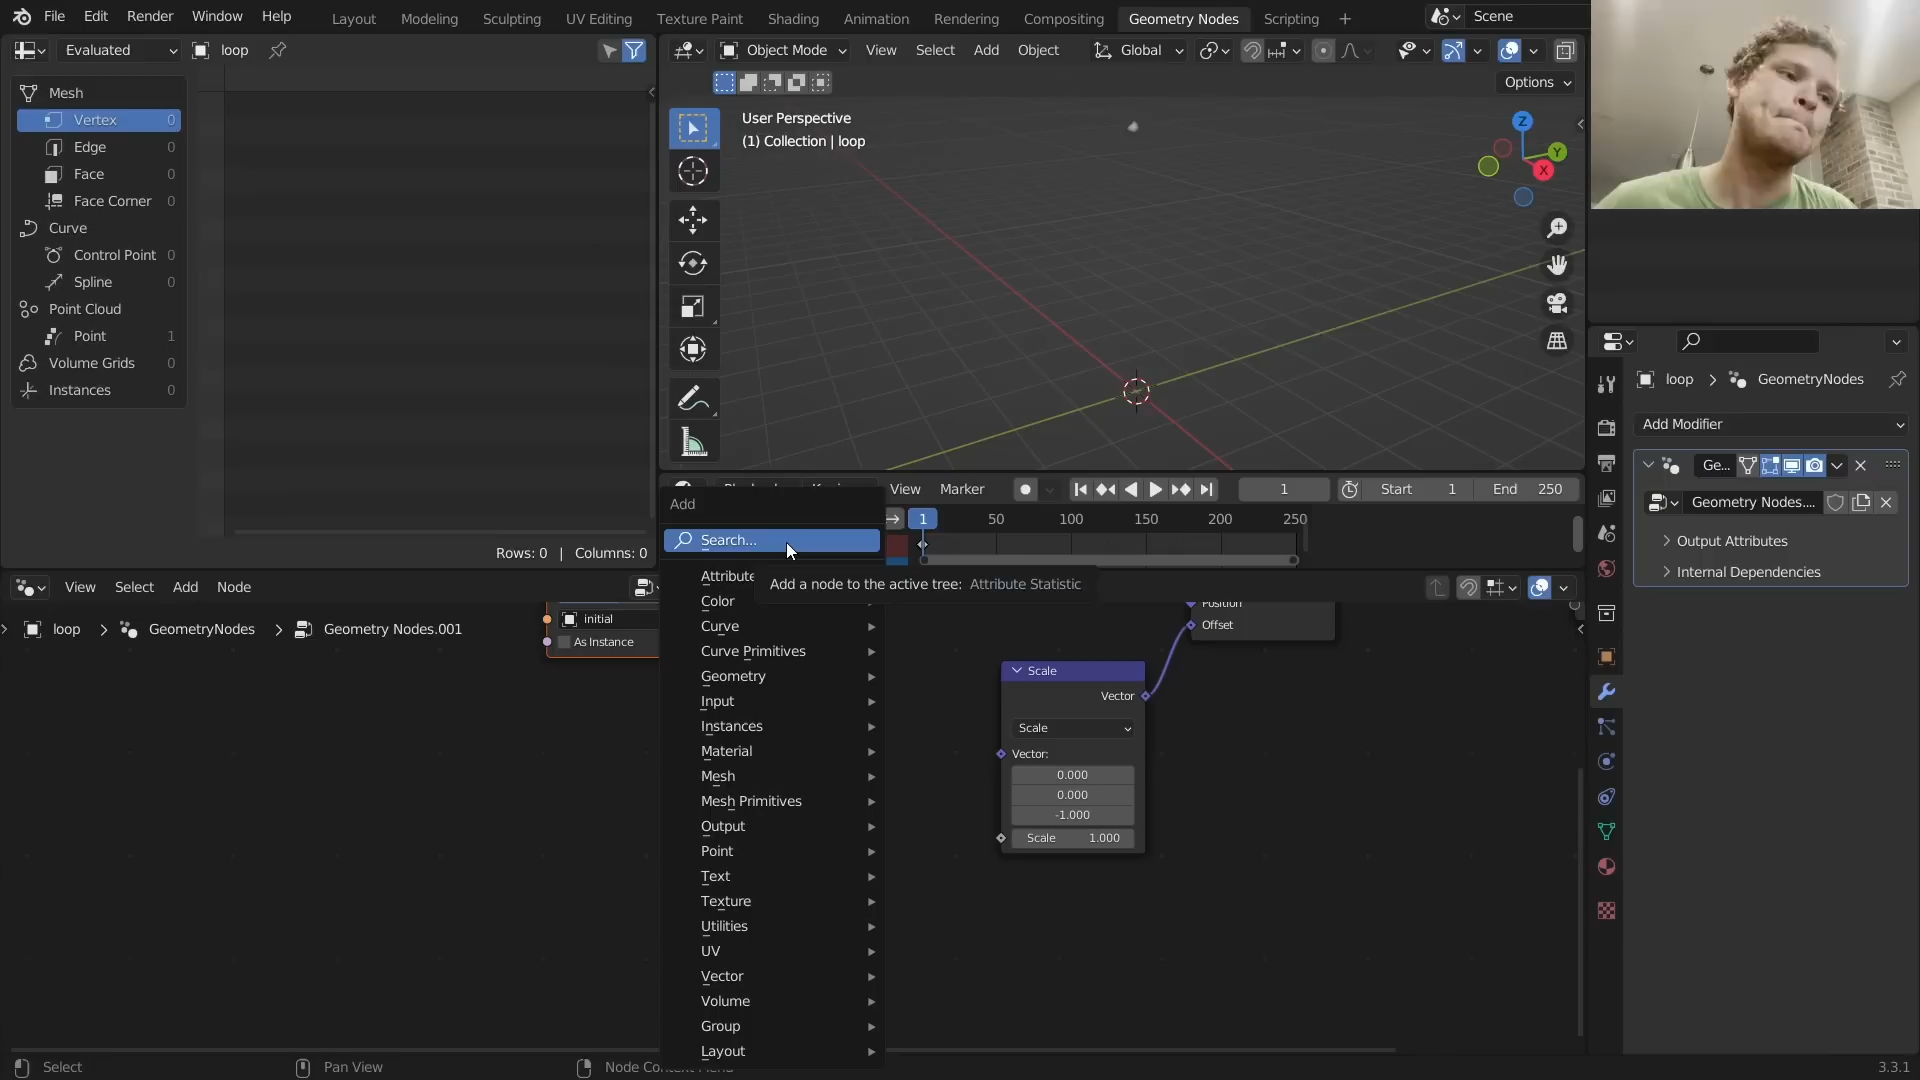 File Edit Render Window Help
Layout Modeling Sculpting UV Editing Texture Paint Shading Animation Rendering Compositing Geometry Nodes Scripting +
Scene
Evaluated loop
Object Mode View Select Add Object Global
Options
Mesh
Vertex 0
Edge 0
Face 0
Face Corner 0
Curve
Control Point 0
Spline 0
Point Cloud
Point 1
Volume Grids 0
Instances 0
Rows: 0 | Columns: 0
User Perspective
(1) Collection | loop
Z
Y
X
View Marker 1 Start 1 End 250
1 50 100 150 200 250
View Select Add Node
loop > GeometryNodes > Geometry Nodes.001
initial
As Instance
Add
Search...
Attribute
Color
Curve
Curve Primitives
Geometry
Input
Instances
Material
Mesh
Mesh Primitives
Output
Point
Text
Texture
Utilities
UV
Vector
Volume
Group
Layout
Add a node to the active tree: Attribute Statistic
Position
Offset
Scale
Vector
Scale
Vector:
0.000
0.000
-1.000
Scale 1.000
loop > GeometryNodes
Add Modifier
Ge...
Geometry Nodes....
Output Attributes
Internal Dependencies
Select Pan View Node Context Menu 3.3.1